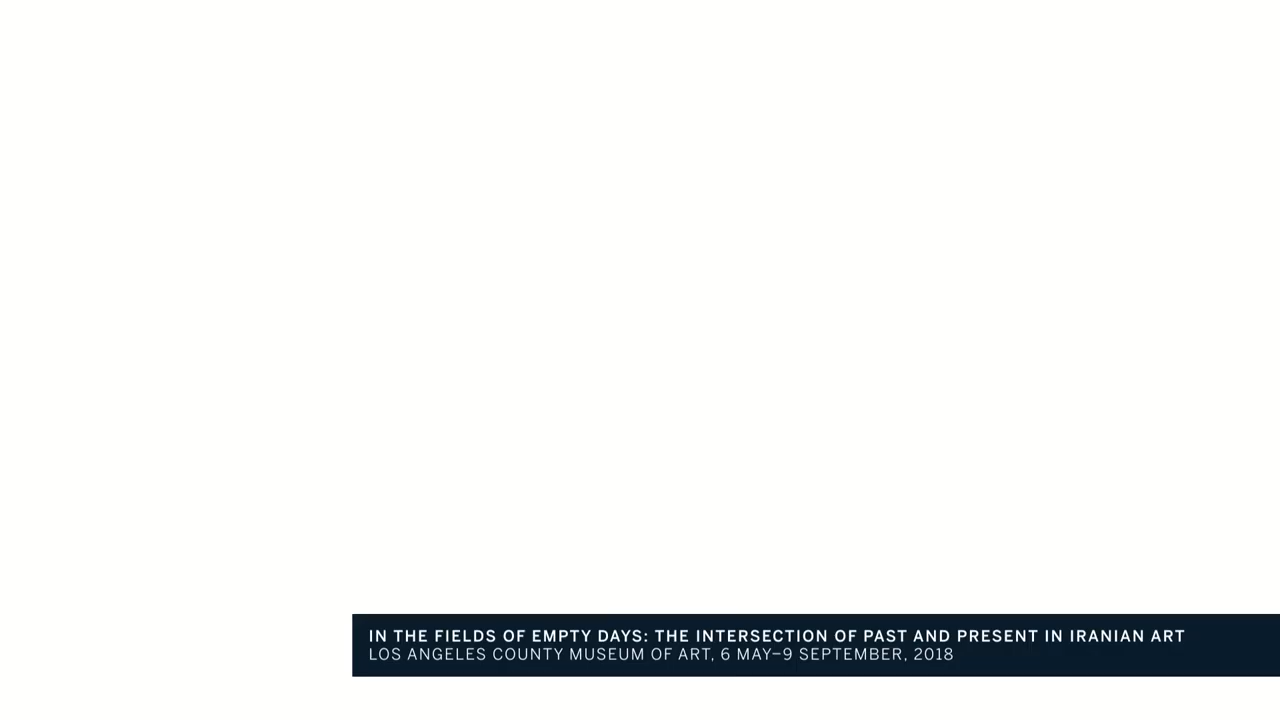 IN THE FIELDS OF EMPTY DAYS: THE INTERSECTION OF PAST AND PRESENT IN IRANIAN ART
LOS ANGELES COUNTY MUSEUM OF ART, 6 MAY–9 SEPTEMBER, 2018